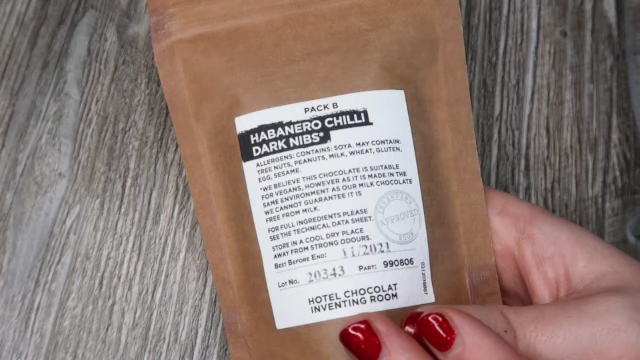 PACK B
HABANERO CHILLI
DARK NIBS*
ALLERGENS: CONTAINS: SOYA. MAY CONTAIN:
TREE NUTS, PEANUTS, MILK, WHEAT, GLUTEN,
EGG, SESAME.
*WE BELIEVE THIS CHOCOLATE IS SUITABLE
FOR VEGANS, HOWEVER AS IT IS MADE IN THE
SAME ENVIRONMENT AS OUR MILK CHOCOLATE
WE CANNOT GUARANTEE IT IS
FREE FROM MILK.
FOR FULL INGREDIENTS PLEASE
SEE THE TECHNICAL DATA SHEET.
APPROVED
STORE IN A COOL DRY PLACE
AWAY FROM STRONG ODOURS.
BEST BEFORE END: 11/2021
LOT NO. 20343 PART: 990806
HOTEL CHOCOLAT
INVENTING ROOM